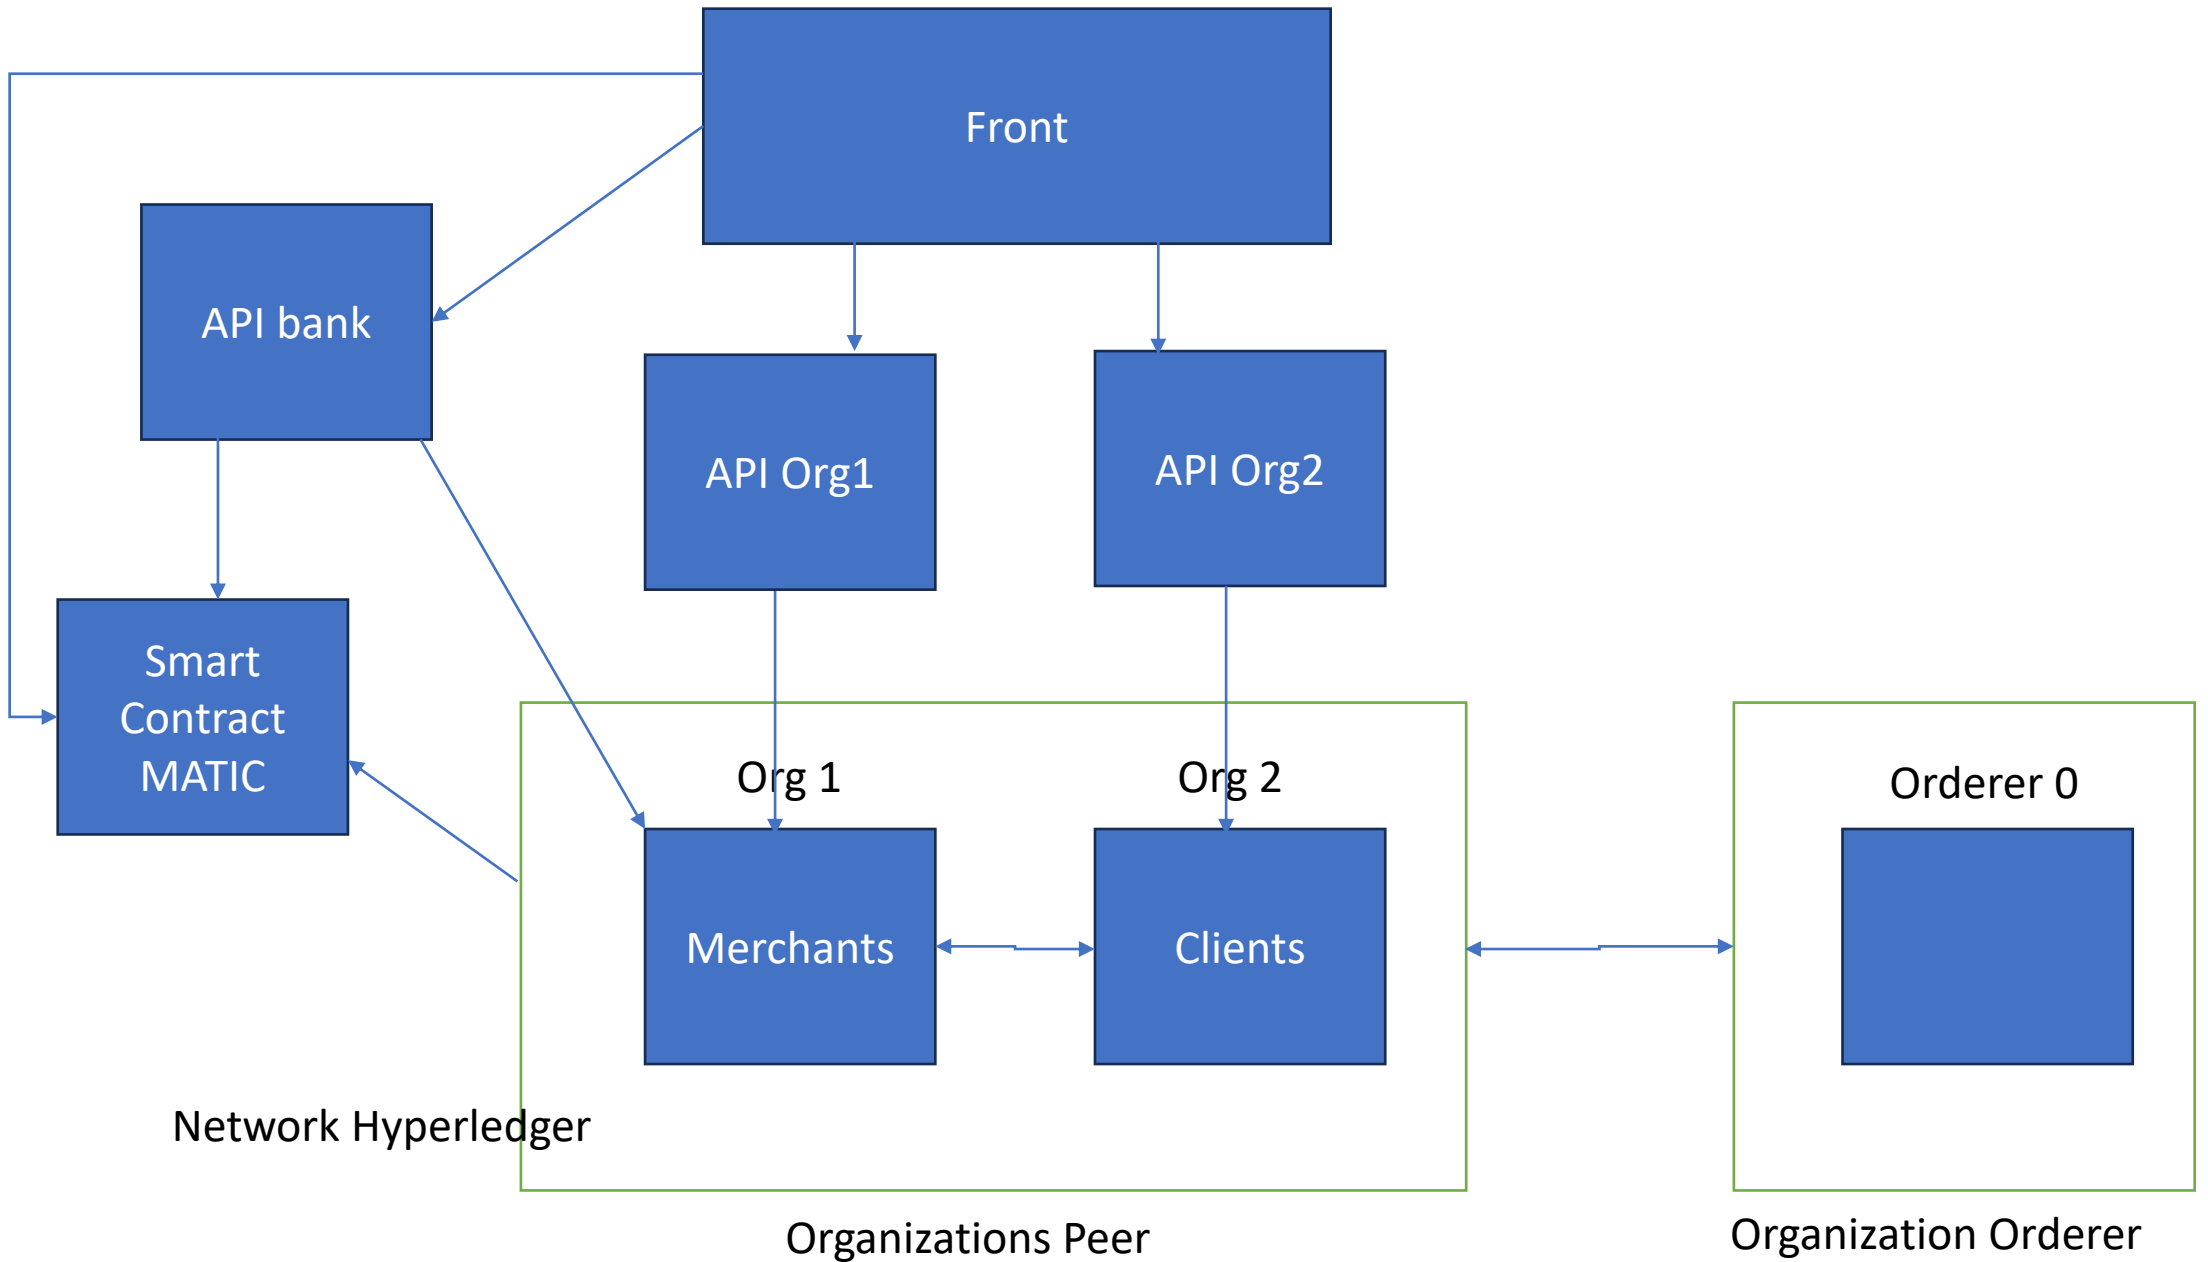 Front
API bank
API Org1
API Org2
Smart
Contract
MATIC
Org 1
Org 2
Orderer 0
Merchants
Clients
Network Hyperledger
Organizations Peer
Organization Orderer